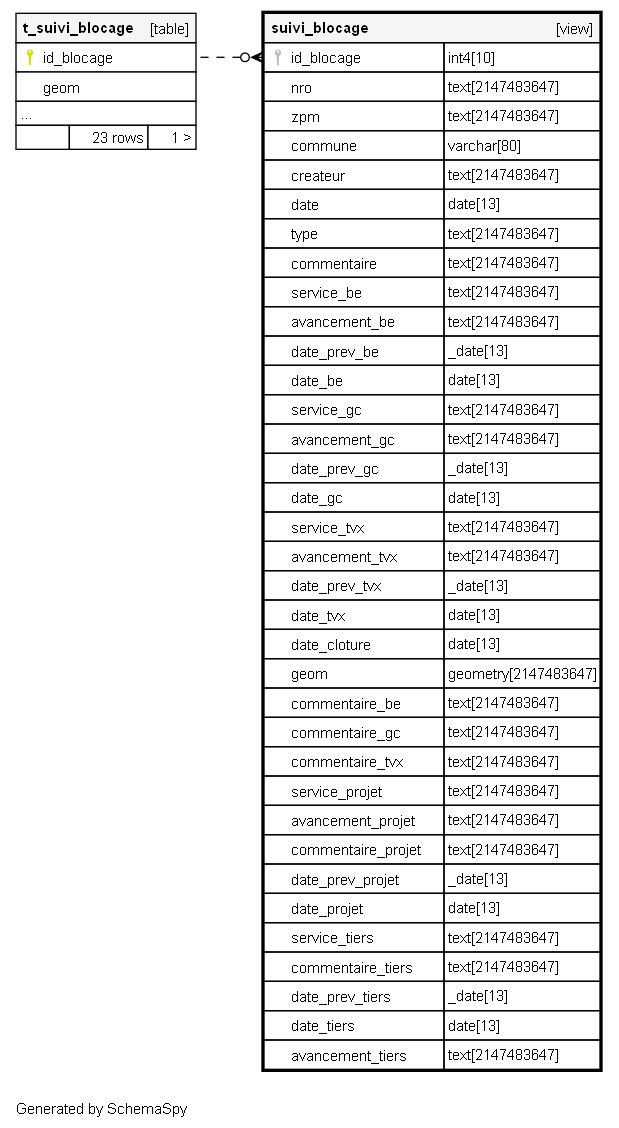 t_suivi_blocage [table]
id_blocage
geom
...
23 rows 1 >
suivi_blocage [view]
id_blocage int4[10]
nro text[2147483647]
zpm text[2147483647]
commune varchar[80]
createur text[2147483647]
date date[13]
type text[2147483647]
commentaire text[2147483647]
service_be text[2147483647]
avancement_be text[2147483647]
date_prev_be _date[13]
date_be date[13]
service_gc text[2147483647]
avancement_gc text[2147483647]
date_prev_gc _date[13]
date_gc date[13]
service_tvx text[2147483647]
avancement_tvx text[2147483647]
date_prev_tvx _date[13]
date_tvx date[13]
date_cloture date[13]
geom geometry[2147483647]
commentaire_be text[2147483647]
commentaire_gc text[2147483647]
commentaire_tvx text[2147483647]
service_projet text[2147483647]
avancement_projet text[2147483647]
commentaire_projet text[2147483647]
date_prev_projet _date[13]
date_projet date[13]
service_tiers text[2147483647]
commentaire_tiers text[2147483647]
date_prev_tiers _date[13]
date_tiers date[13]
avancement_tiers text[2147483647]
Generated by SchemaSpy